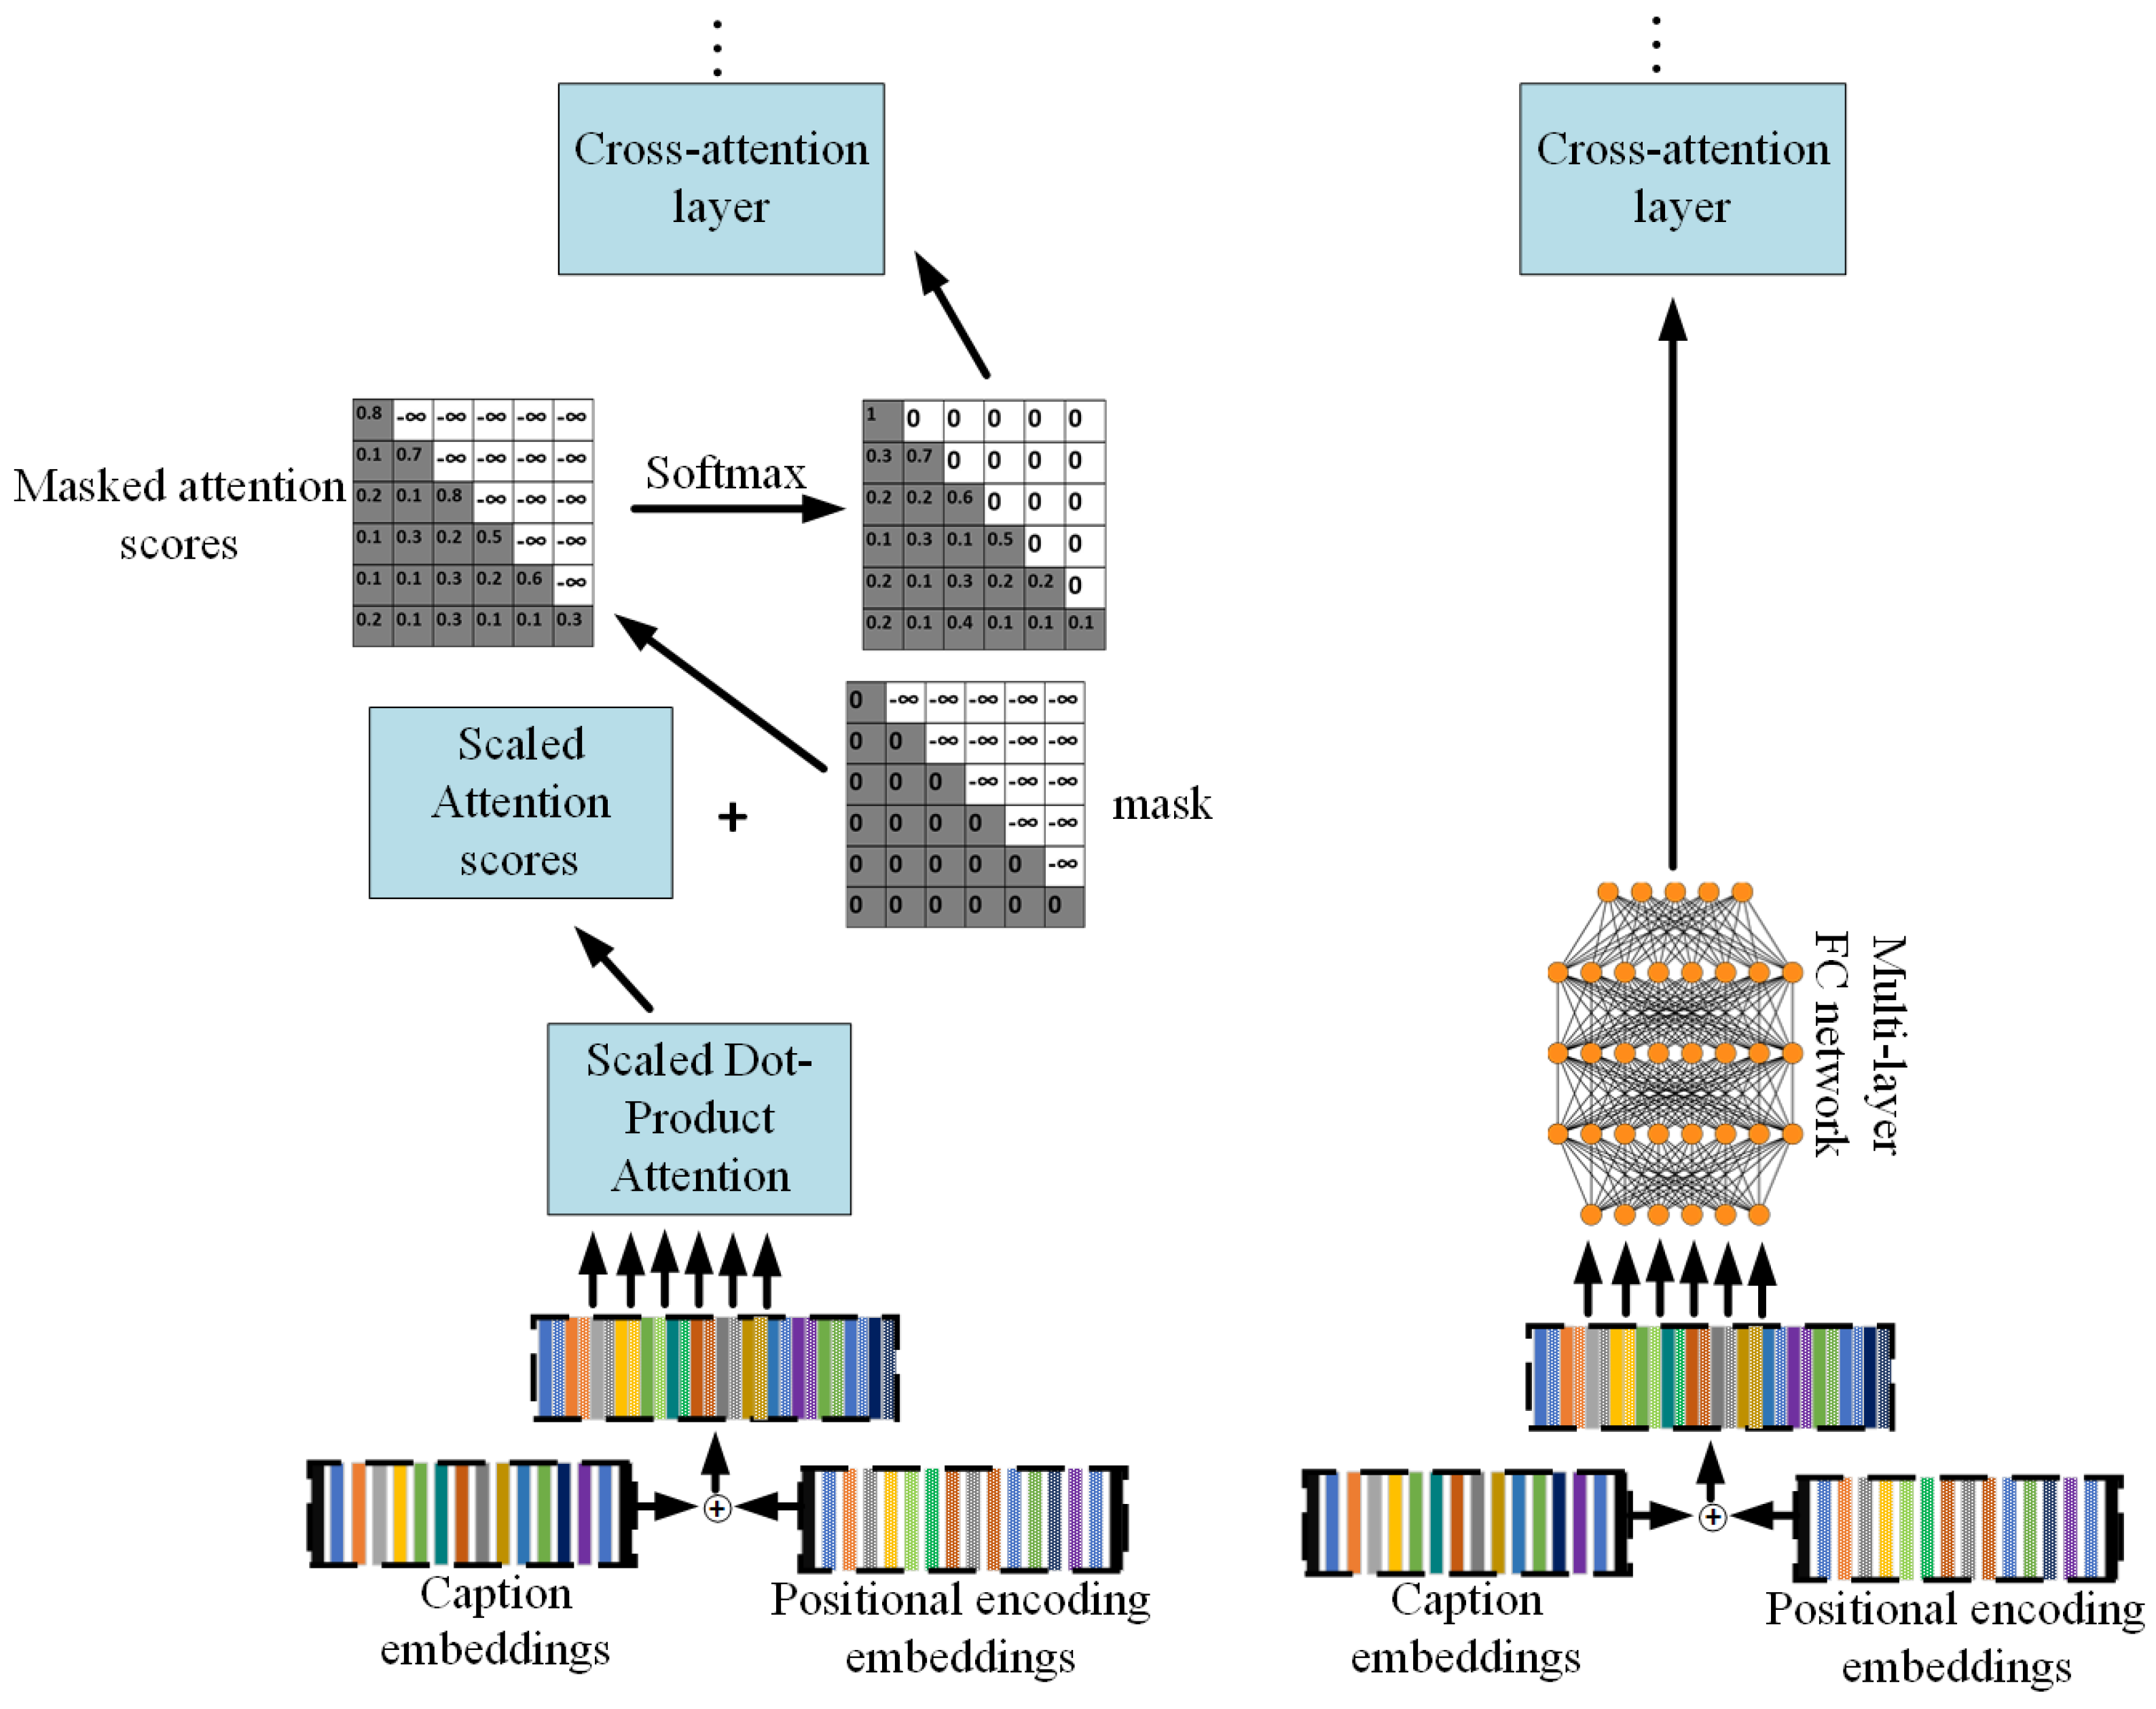 Cross-attention
layer
Masked attention
scores
0.8 -∞ -∞ -∞ -∞ -∞
0.1 0.7 -∞ -∞ -∞ -∞
0.2 0.1 0.8 -∞ -∞ -∞
0.1 0.3 0.2 0.5 -∞ -∞
0.1 0.1 0.3 0.2 0.6 -∞
0.2 0.1 0.3 0.1 0.1 0.3
Softmax
1 0 0 0 0 0
0.3 0.7 0 0 0 0
0.2 0.2 0.6 0 0 0
0.1 0.3 0.1 0.5 0 0
0.2 0.1 0.3 0.2 0.2 0
0.2 0.1 0.4 0.1 0.1 0.1
Scaled
Attention
scores
+
0 -∞ -∞ -∞ -∞ -∞
0 0 -∞ -∞ -∞ -∞
0 0 0 -∞ -∞ -∞
0 0 0 0 -∞ -∞
0 0 0 0 0 -∞
0 0 0 0 0 0
mask
Scaled Dot-
Product
Attention
+
Caption
embeddings
Positional encoding
embeddings
Cross-attention
layer
Multi-layer
FC network
+
Caption
embeddings
Positional encoding
embeddings